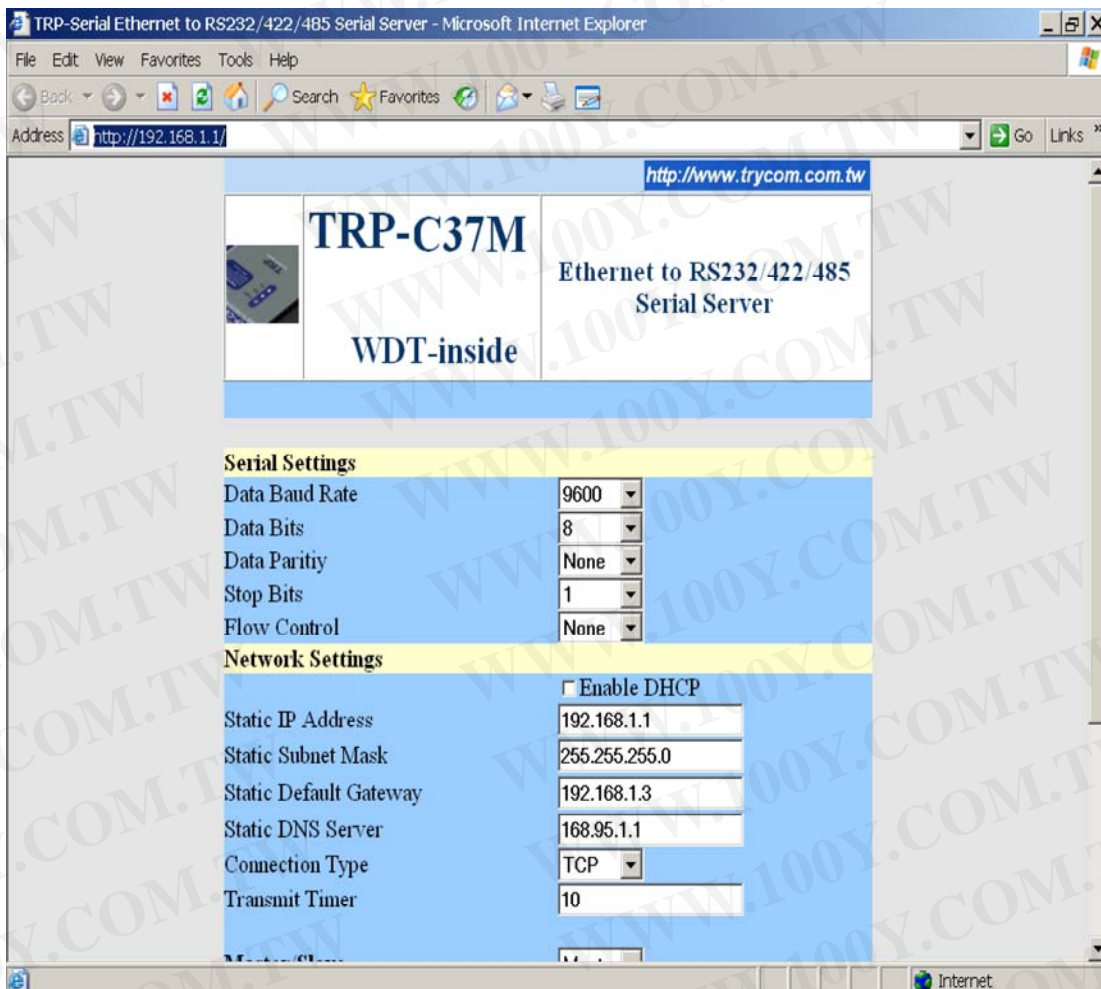 TRP-Serial Ethernet to RS232/422/485 Serial Server - Microsoft Internet Explorer
File Edit View Favorites Tools Help
Back Search Favorites
Address http://192.168.1.1/ Go Links »
http://www.trycom.com.tw
TRP-C37M
WDT-inside
Ethernet to RS232/422/485
Serial Server
Serial Settings
Data Baud Rate 9600
Data Bits 8
Data Paritiy None
Stop Bits 1
Flow Control None
Network Settings
Enable DHCP
Static IP Address 192.168.1.1
Static Subnet Mask 255.255.255.0
Static Default Gateway 192.168.1.3
Static DNS Server 168.95.1.1
Connection Type TCP
Transmit Timer 10
Internet
WWW.100Y.COM.TW